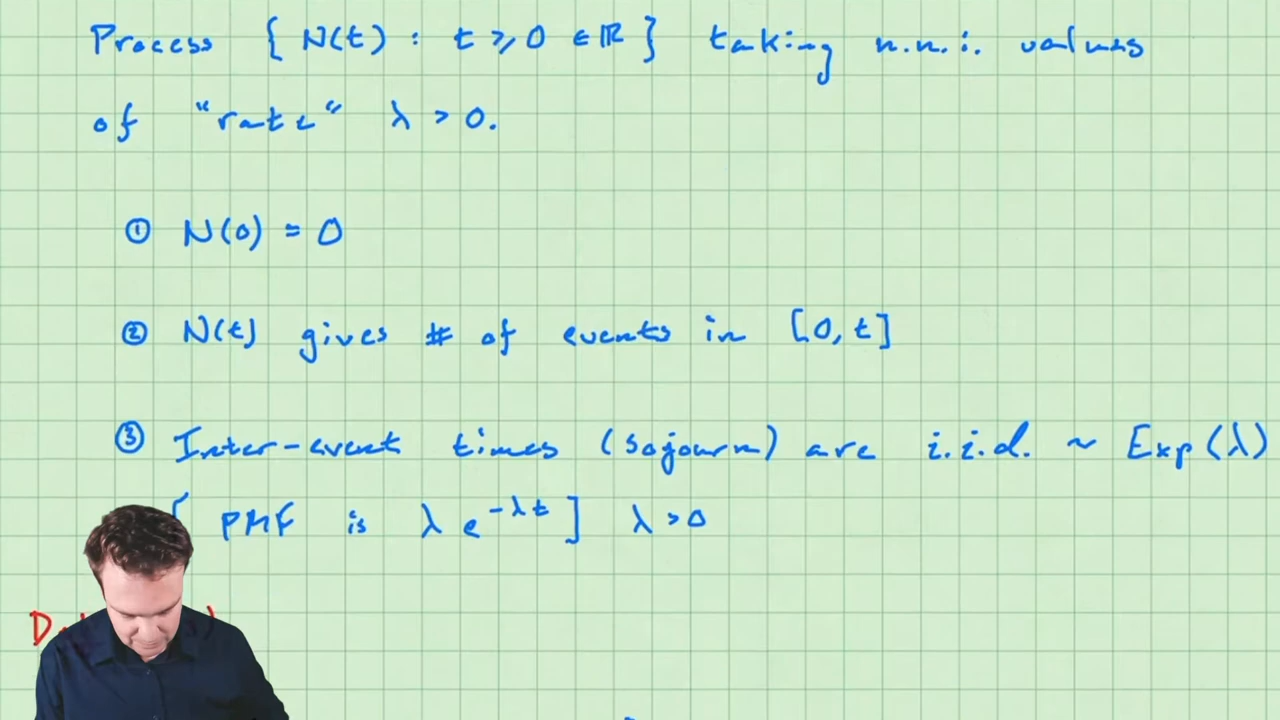 Process { N(t) : t ⩾ 0 ∈ ℝ } taking n.n.i. values
of "rate" λ > 0.
① N(0) = 0
② N(t) gives # of events in [0, t]
③ Inter-event times (sojourn) are i.i.d. ~ Exp(λ)
[ PMF is λ e^{-λt} ] λ > 0